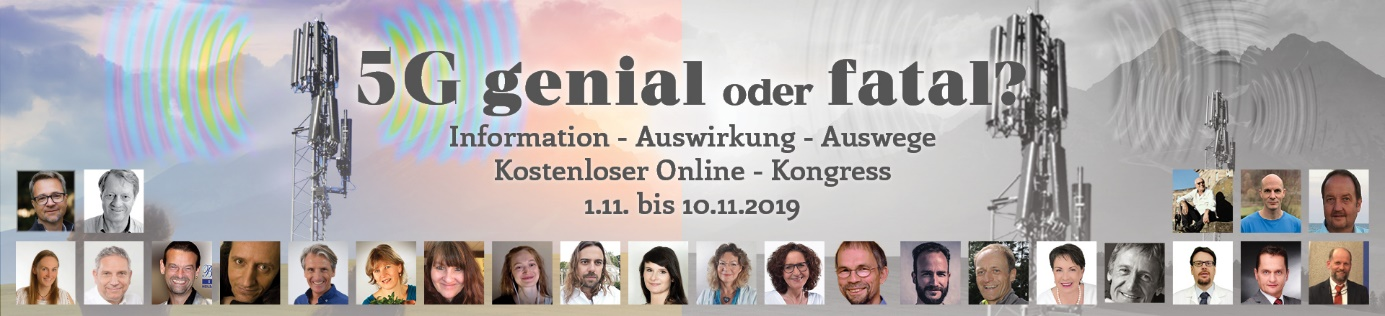 5G genial oder fatal?
Information - Auswirkung - Auswege
Kostenloser Online - Kongress
1.11. bis 10.11.2019